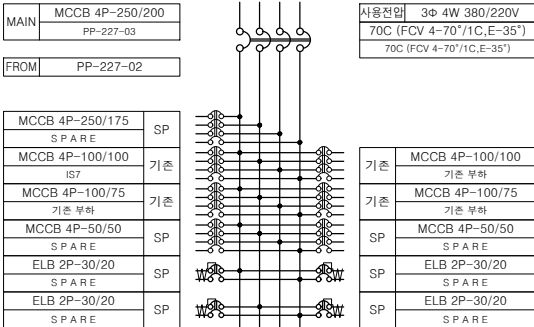 MAIN
MCCB 4P-250/200
PP-227-03
FROM
PP-227-02
사용전압
3Φ 4W 380/220V
70C (FCV 4-70°/1C,E-35°)
70C (FCV 4-70°/1C,E-35°)
MCCB 4P-250/175
SPARE
SP
MCCB 4P-100/100
IS7
기존
MCCB 4P-100/75
기존 부하
기존
MCCB 4P-50/50
SPARE
SP
ELB 2P-30/20
SPARE
SP
ELB 2P-30/20
SPARE
SP
기존
MCCB 4P-100/100
기존 부하
기존
MCCB 4P-100/75
기존 부하
SP
MCCB 4P-50/50
SPARE
SP
ELB 2P-30/20
SPARE
SP
ELB 2P-30/20
SPARE